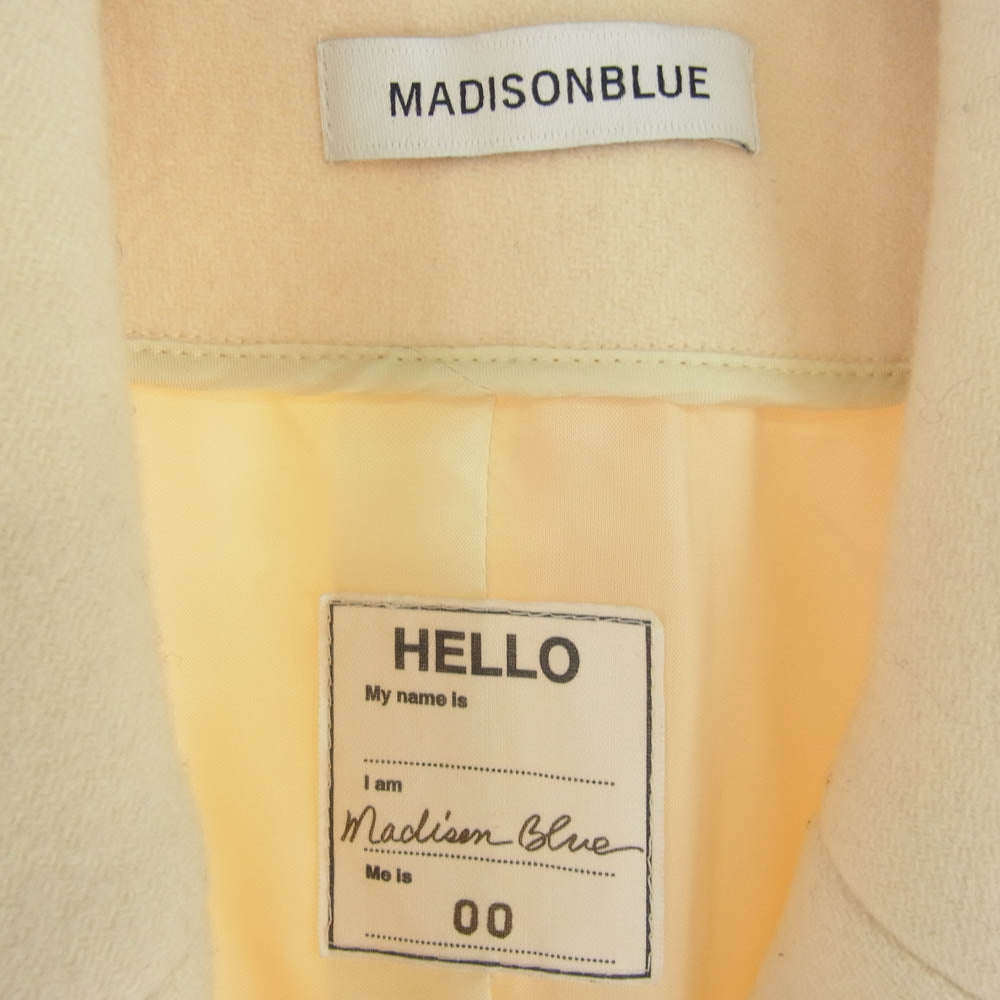 MADISONBLUE
HELLO
My name is
I am
Madison Blue
Me is
00